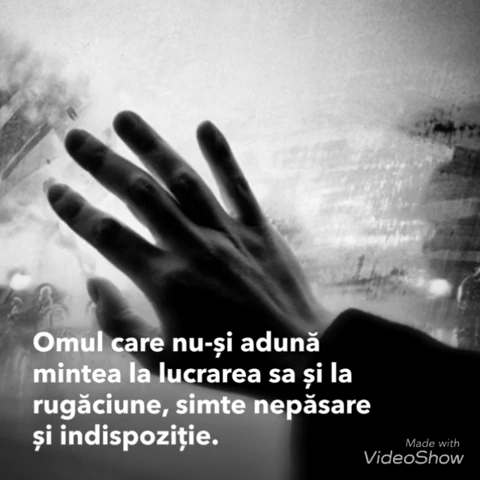 Omul care nu-și adună
mintea la lucrarea sa și la
rugăciune, simte nepăsare
și indispoziție.
Made with
VideoShow